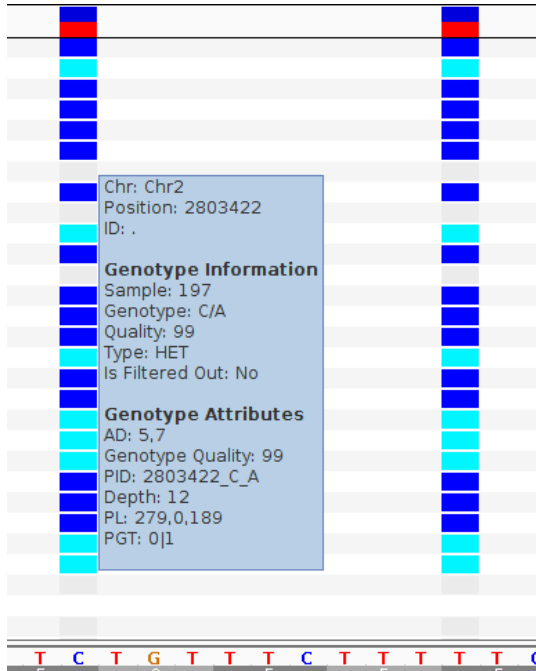 Chr: Chr2
Position: 2803422
ID: .
Genotype Information
Sample: 197
Genotype: C/A
Quality: 99
Type: HET
Is Filtered Out: No
Genotype Attributes
AD: 5,7
Genotype Quality: 99
PID: 2803422_C_A
Depth: 12
PL: 279,0,189
PGT: 0|1
T C T G T T T C T T T T T